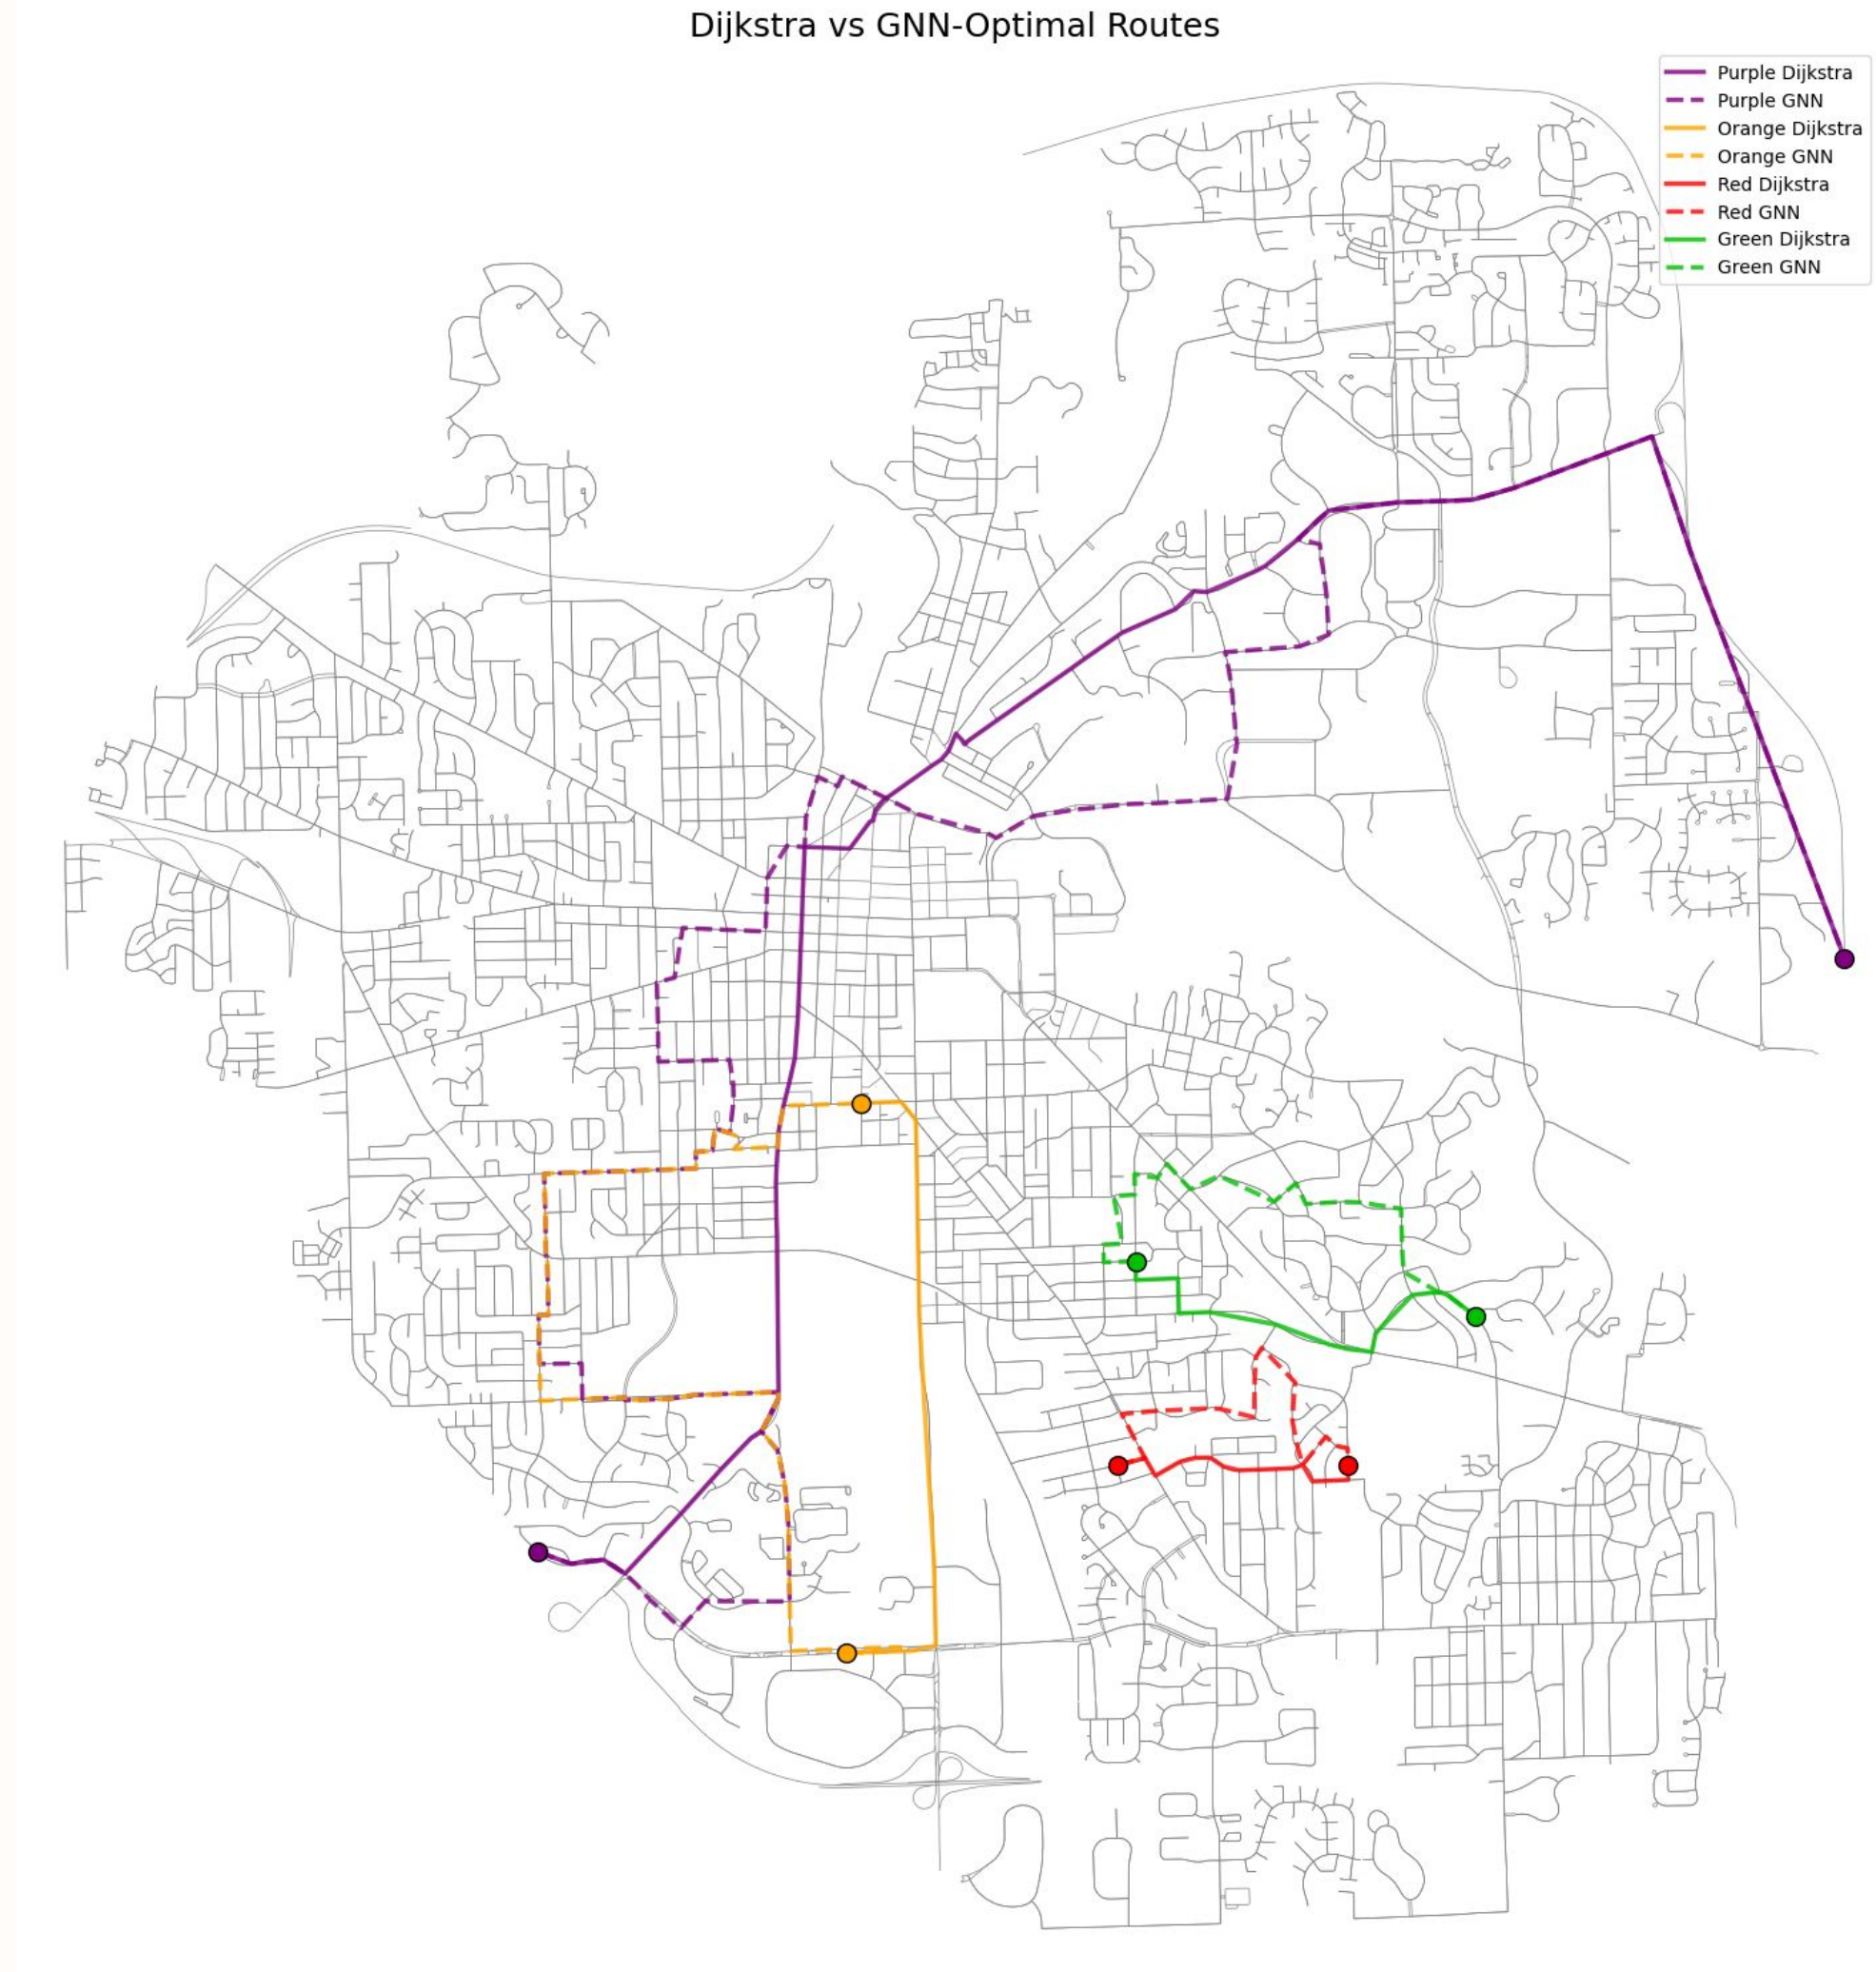 Dijkstra vs GNN-Optimal Routes
Purple Dijkstra
Purple GNN
Orange Dijkstra
Orange GNN
Red Dijkstra
Red GNN
Green Dijkstra
Green GNN